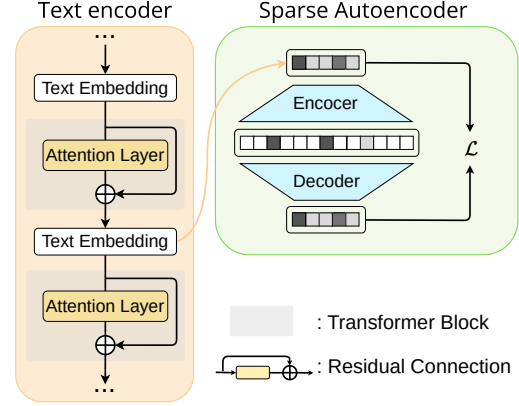 Text encoder
...
Text Embedding
Attention Layer
Text Embedding
Attention Layer
...
Sparse Autoencoder
Encocer
Decoder
ℒ
: Transformer Block
: Residual Connection